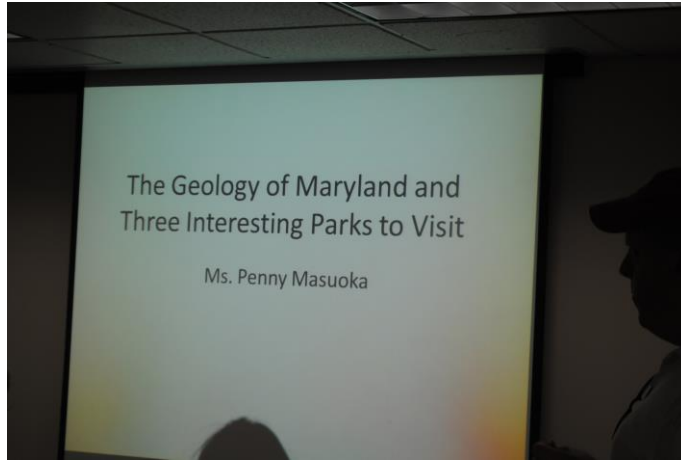 The Geology of Maryland and
Three Interesting Parks to Visit
Ms. Penny Masuoka